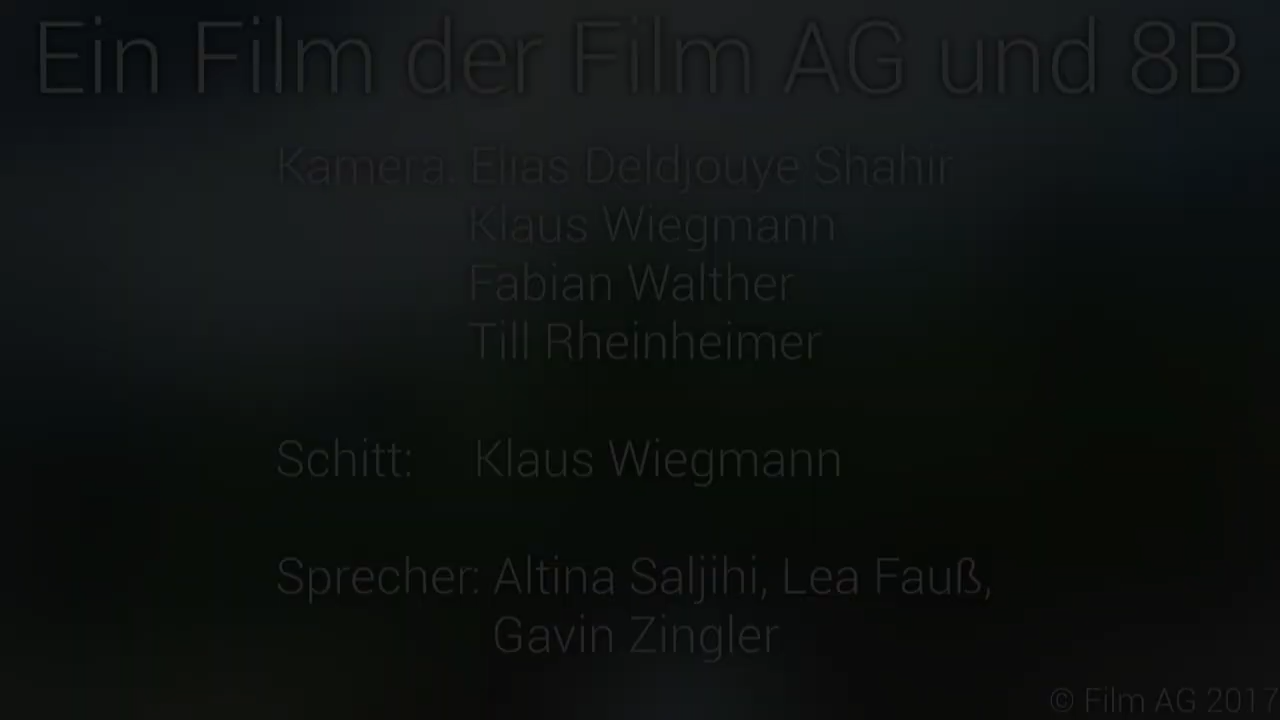 Ein Film der Film AG und 8B
Kamera: Elias Deldjouye Shahir
Klaus Wiegmann
Fabian Walther
Till Rheinheimer
Schitt: Klaus Wiegmann
Sprecher: Altina Saljihi, Lea Fauß,
Gavin Zingler
© Film AG 2017